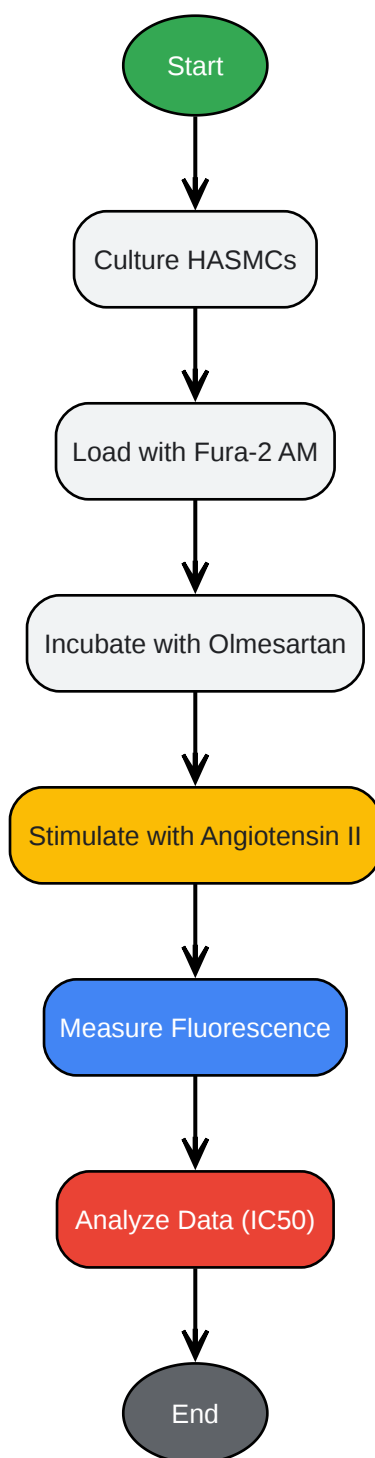 Start
Culture HASMCs
Load with Fura-2 AM
Incubate with Olmesartan
Stimulate with Angiotensin II
Measure Fluorescence
Analyze Data (IC50)
End